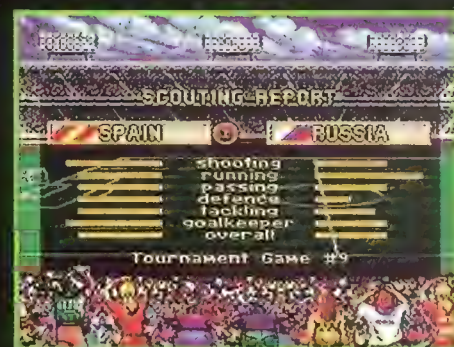 SCOUTING REPORT
SPAIN RUSSIA
shooting
running
passing
defence
tackling
goalkeeper
overall
Tournament Game #9